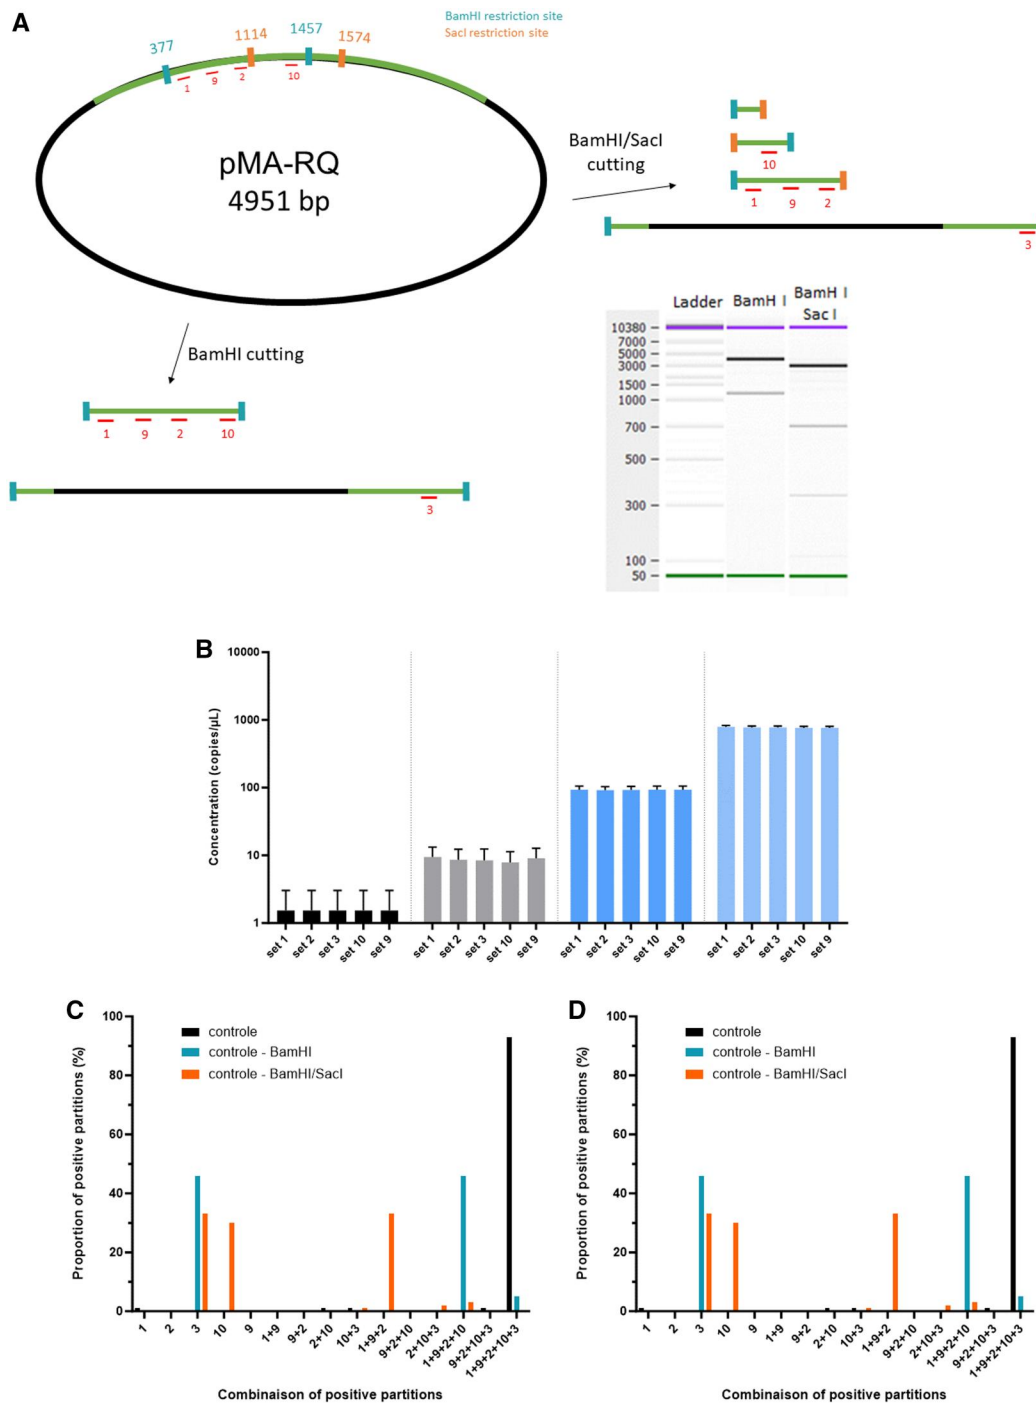 A
BamHI restriction site
SacI restriction site
377
1114
1457
1574
1
9
2
10
pMA-RQ
4951 bp
BamHI/SacI
cutting
10
1
9
2
3
BamHI cutting
1
9
2
10
3
Ladder
BamH I
BamH I
Sac I
10380
7000
5000
3000
1500
1000
700
500
300
100
50
B
Concentration (copies/µL)
10000
1000
100
10
1
set 1
set 2
set 3
set 10
set 9
set 1
set 2
set 3
set 10
set 9
set 1
set 2
set 3
set 10
set 9
set 1
set 2
set 3
set 10
set 9
C
Proportion of positive partitions (%)
100
80
60
40
20
0
controle
controle - BamHI
controle - BamHI/SacI
1
2
3
10
9
1+9
9+2
2+10
10+3
1+9+2
9+2+10
2+10+3
1+9+2+10
9+2+10+3
1+9+2+10+3
Combinaison of positive partitions
D
Proportion of positive partitions (%)
100
80
60
40
20
0
controle
controle - BamHI
controle - BamHI/SacI
1
2
3
10
9
1+9
9+2
2+10
10+3
1+9+2
9+2+10
2+10+3
1+9+2+10
9+2+10+3
1+9+2+10+3
Combinaison of positive partitions